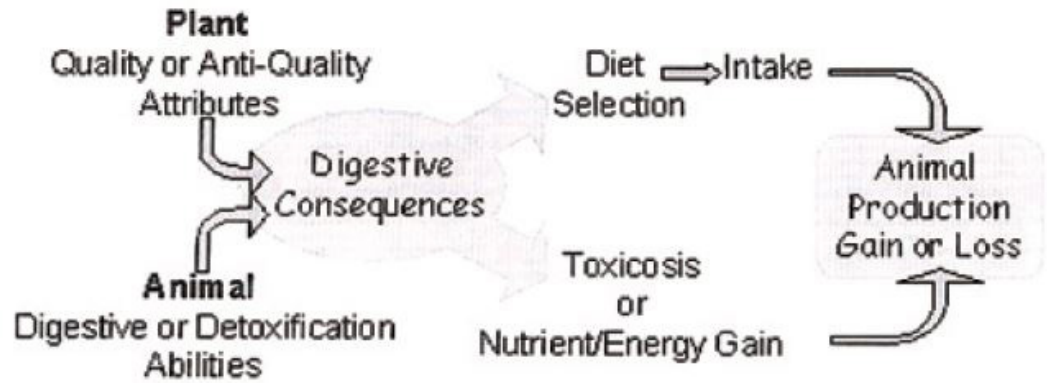 Plant
Quality or Anti-Quality
Attributes
Animal
Digestive or Detoxification
Abilities
Digestive
Consequences
Diet
Selection
Intake
Toxicosis
or
Nutrient/Energy Gain
Animal
Production
Gain or Loss